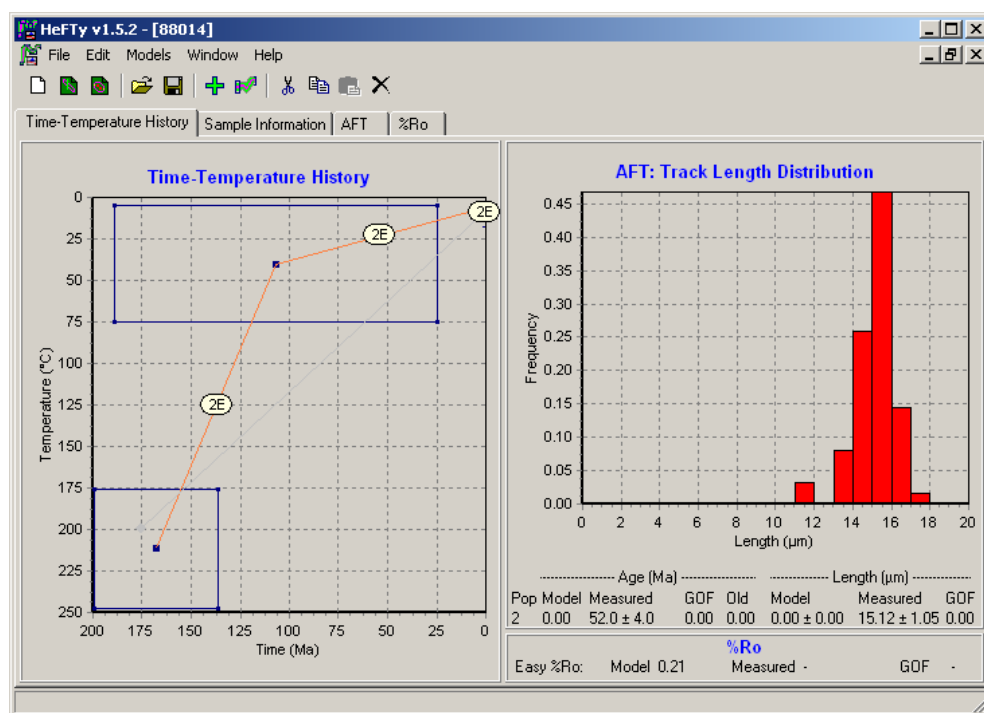 HeFTy v1.5.2 - [88014]
File Edit Models Window Help
Time-Temperature History Sample Information AFT %Ro
Time-Temperature History
0
25
50
75
100
125
150
175
200
225
250
Temperature (°C)
2E
2E
2E
200 175 150 125 100 75 50 25 0
Time (Ma)
AFT: Track Length Distribution
0.45
0.40
0.35
0.30
0.25
0.20
0.15
0.10
0.05
0.00
Frequency
0 2 4 6 8 10 12 14 16 18 20
Length (µm)
Age (Ma) Length (µm)
Pop Model Measured GOF Old Model Measured GOF
2 0.00 52.0 ± 4.0 0.00 0.00 0.00 ± 0.00 15.12 ± 1.05 0.00
%Ro
Easy %Ro: Model 0.21 Measured - GOF -